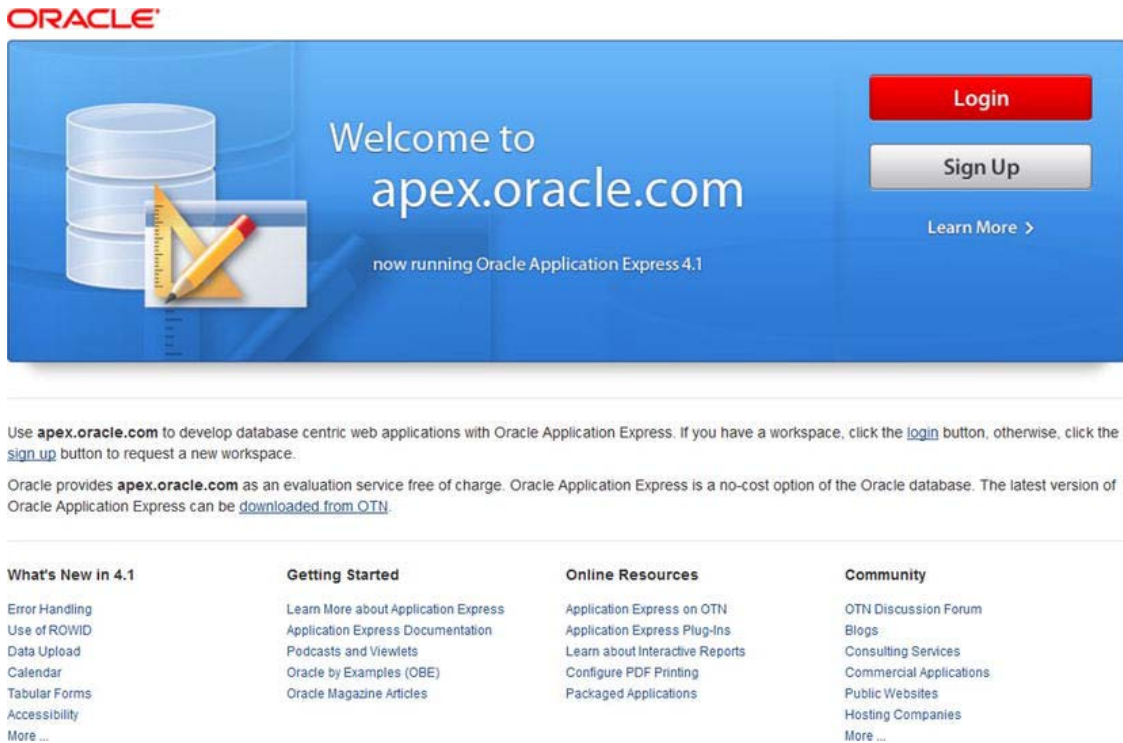 ORACLE
Login
Welcome to
apex.oracle.com
Sign Up
Learn More >
now running Oracle Application Express 4.1
Use apex.oracle.com to develop database centric web applications with Oracle Application Express. If you have a workspace, click the login button, otherwise, click the
sign up button to request a new workspace.
Oracle provides apex.oracle.com as an evaluation service free of charge. Oracle Application Express is a no-cost option of the Oracle database. The latest version of
Oracle Application Express can be downloaded from OTN.
What's New in 4.1
Error Handling
Use of ROWID
Data Upload
Calendar
Tabular Forms
Accessibility
More ...
Getting Started
Learn More about Application Express
Application Express Documentation
Podcasts and Viewlets
Oracle by Examples (OBE)
Oracle Magazine Articles
Online Resources
Application Express on OTN
Application Express Plug-Ins
Learn about Interactive Reports
Configure PDF Printing
Packaged Applications
Community
OTN Discussion Forum
Blogs
Consulting Services
Commercial Applications
Public Websites
Hosting Companies
More ...